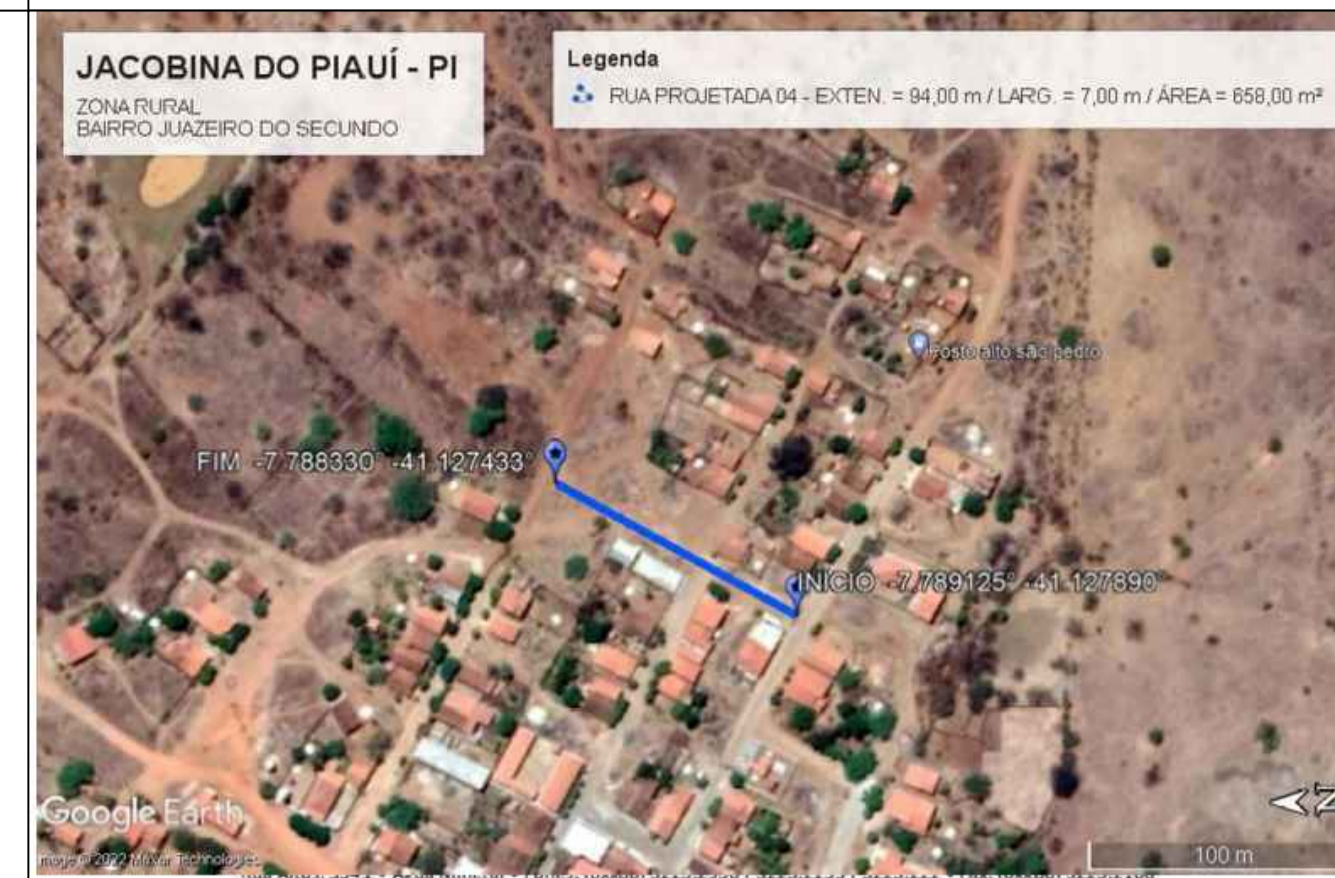 JACOBINA DO PIAUÍ - PI
ZONA RURAL
BAIRRO JUAZEIRO DO SECUNDO
Legenda
RUA PROJETADA 04 - EXTEN. = 94,00 m / LARG. = 7,00 m / ÁREA = 658,00 m²
Posto alto são pedro
FIM -7.788330° -41.127433°
INÍCIO -7.789125° -41.127890°
Google Earth
Image © 2022 Maxar Technologies
N
100 m